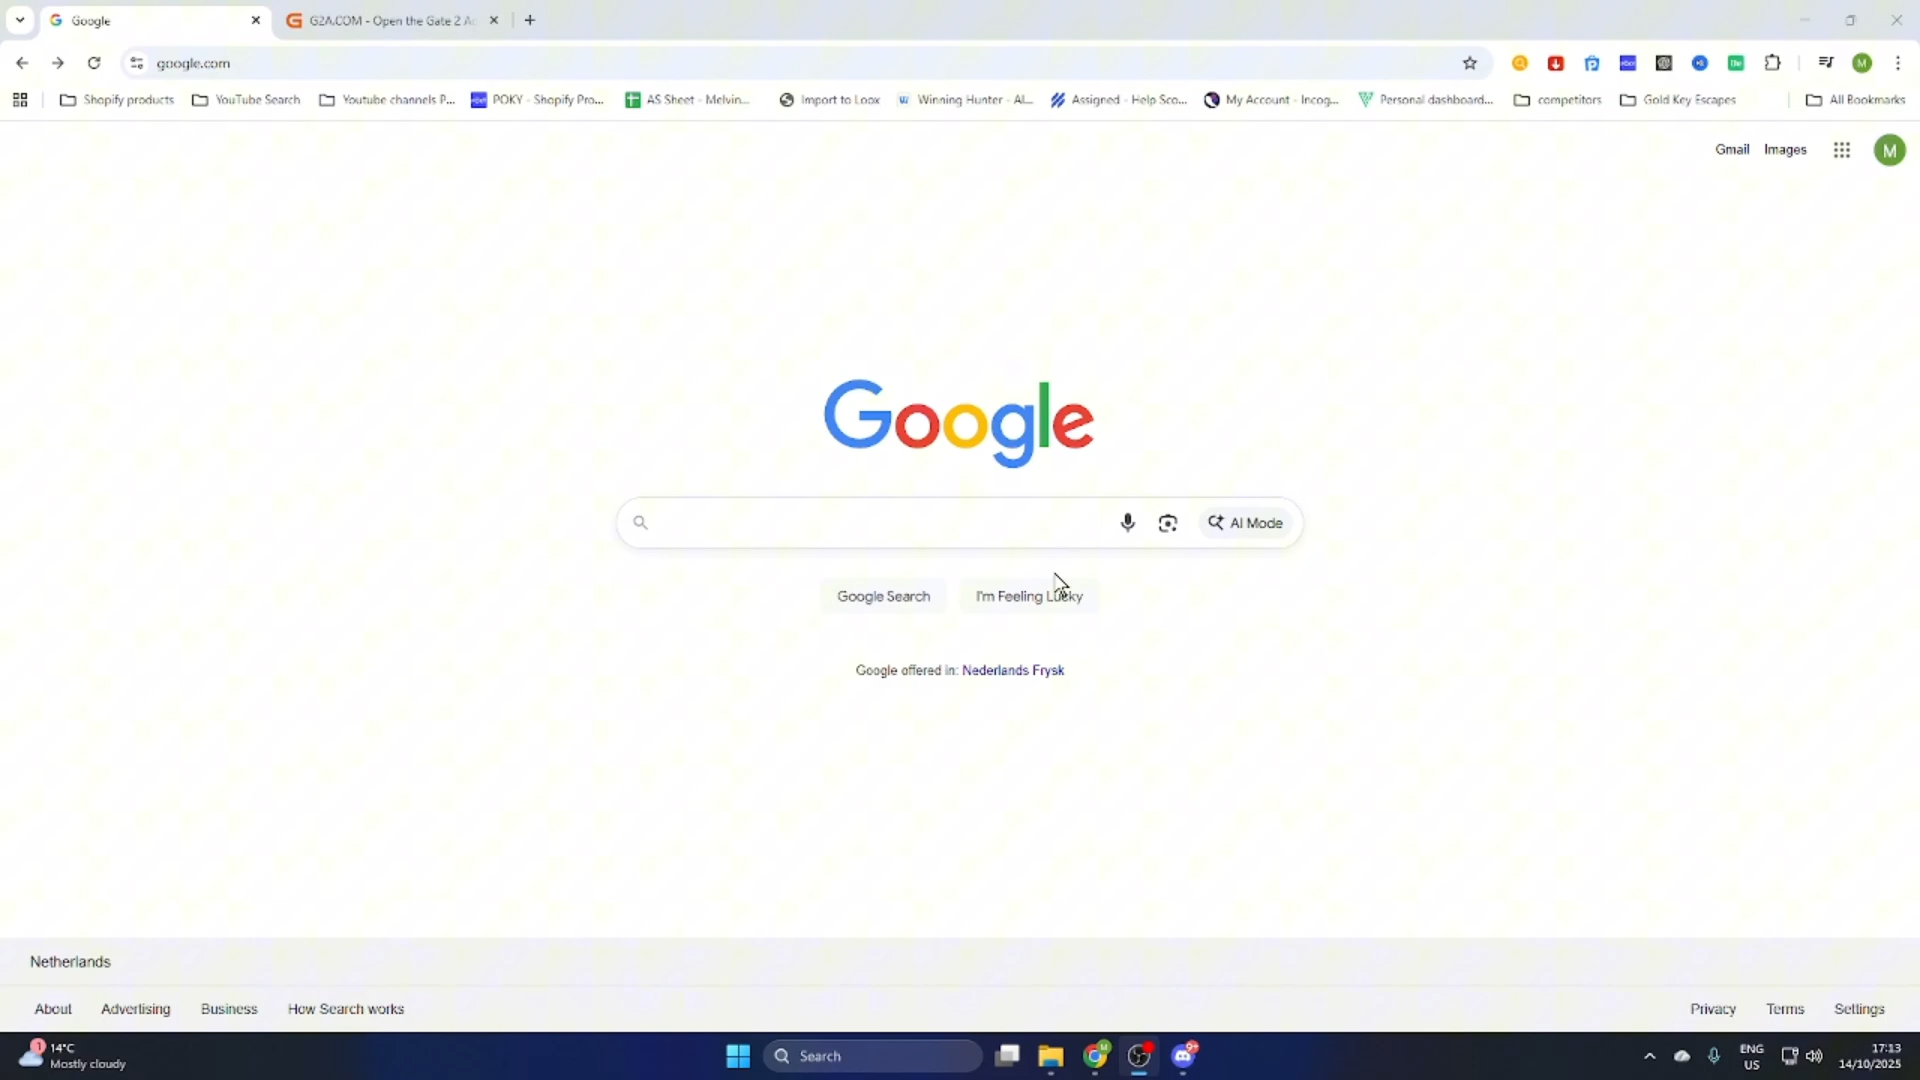 Google
G2A.COM - Open the Gate 2 Ac
google.com
M
Shopify products
YouTube Search
Youtube channels P...
POKY - Shopify Pro...
AS Sheet - Melvin...
Import to Loox
Winning Hunter - AI...
Assigned - Help Sco...
My Account - Incog...
Personal dashboard...
competitors
Gold Key Escapes
All Bookmarks
Gmail
Images
M
Google
AI Mode
Google Search
I'm Feeling Lucky
Google offered in: Nederlands Frysk
Netherlands
About
Advertising
Business
How Search works
Privacy
Terms
Settings
1
14°C
Mostly cloudy
Search
M
9+
ENG
US
17:13
14/10/2025